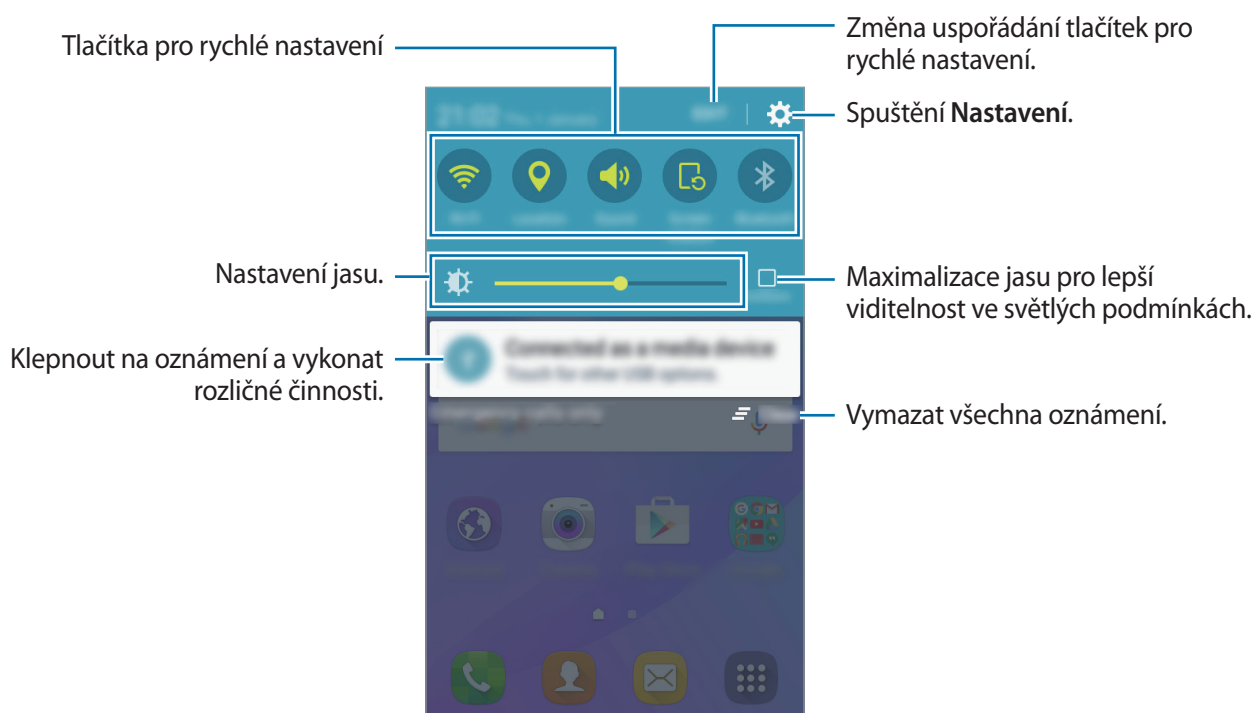 Tlačítka pro rychlé nastavení
Změna uspořádání tlačítek pro
rychlé nastavení.
Spuštění Nastavení.
21:02
Nastavení jasu.
Maximalizace jasu pro lepší
viditelnost ve světlých podmínkách.
Klepnout na oznámení a vykonat
rozličné činnosti.
Connected as a media device
Touch for other USB options.
Vymazat všechna oznámení.